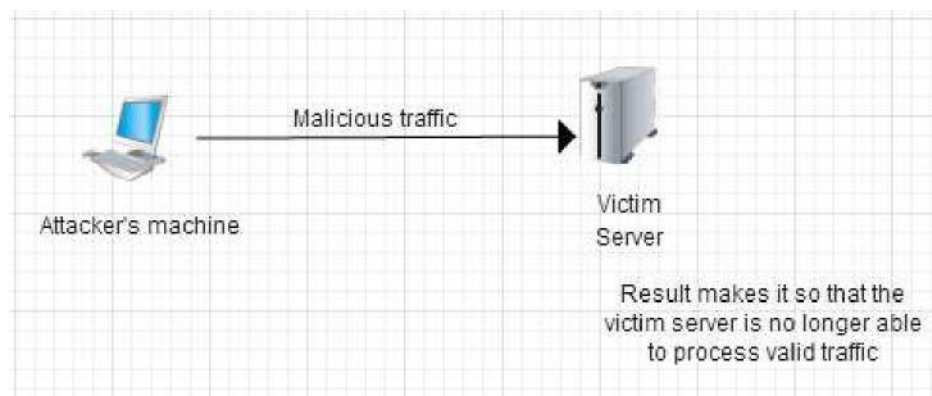 Malicious traffic
Attacker's machine
Victim
Server
Result makes it so that the
victim server is no longer able
to process valid traffic